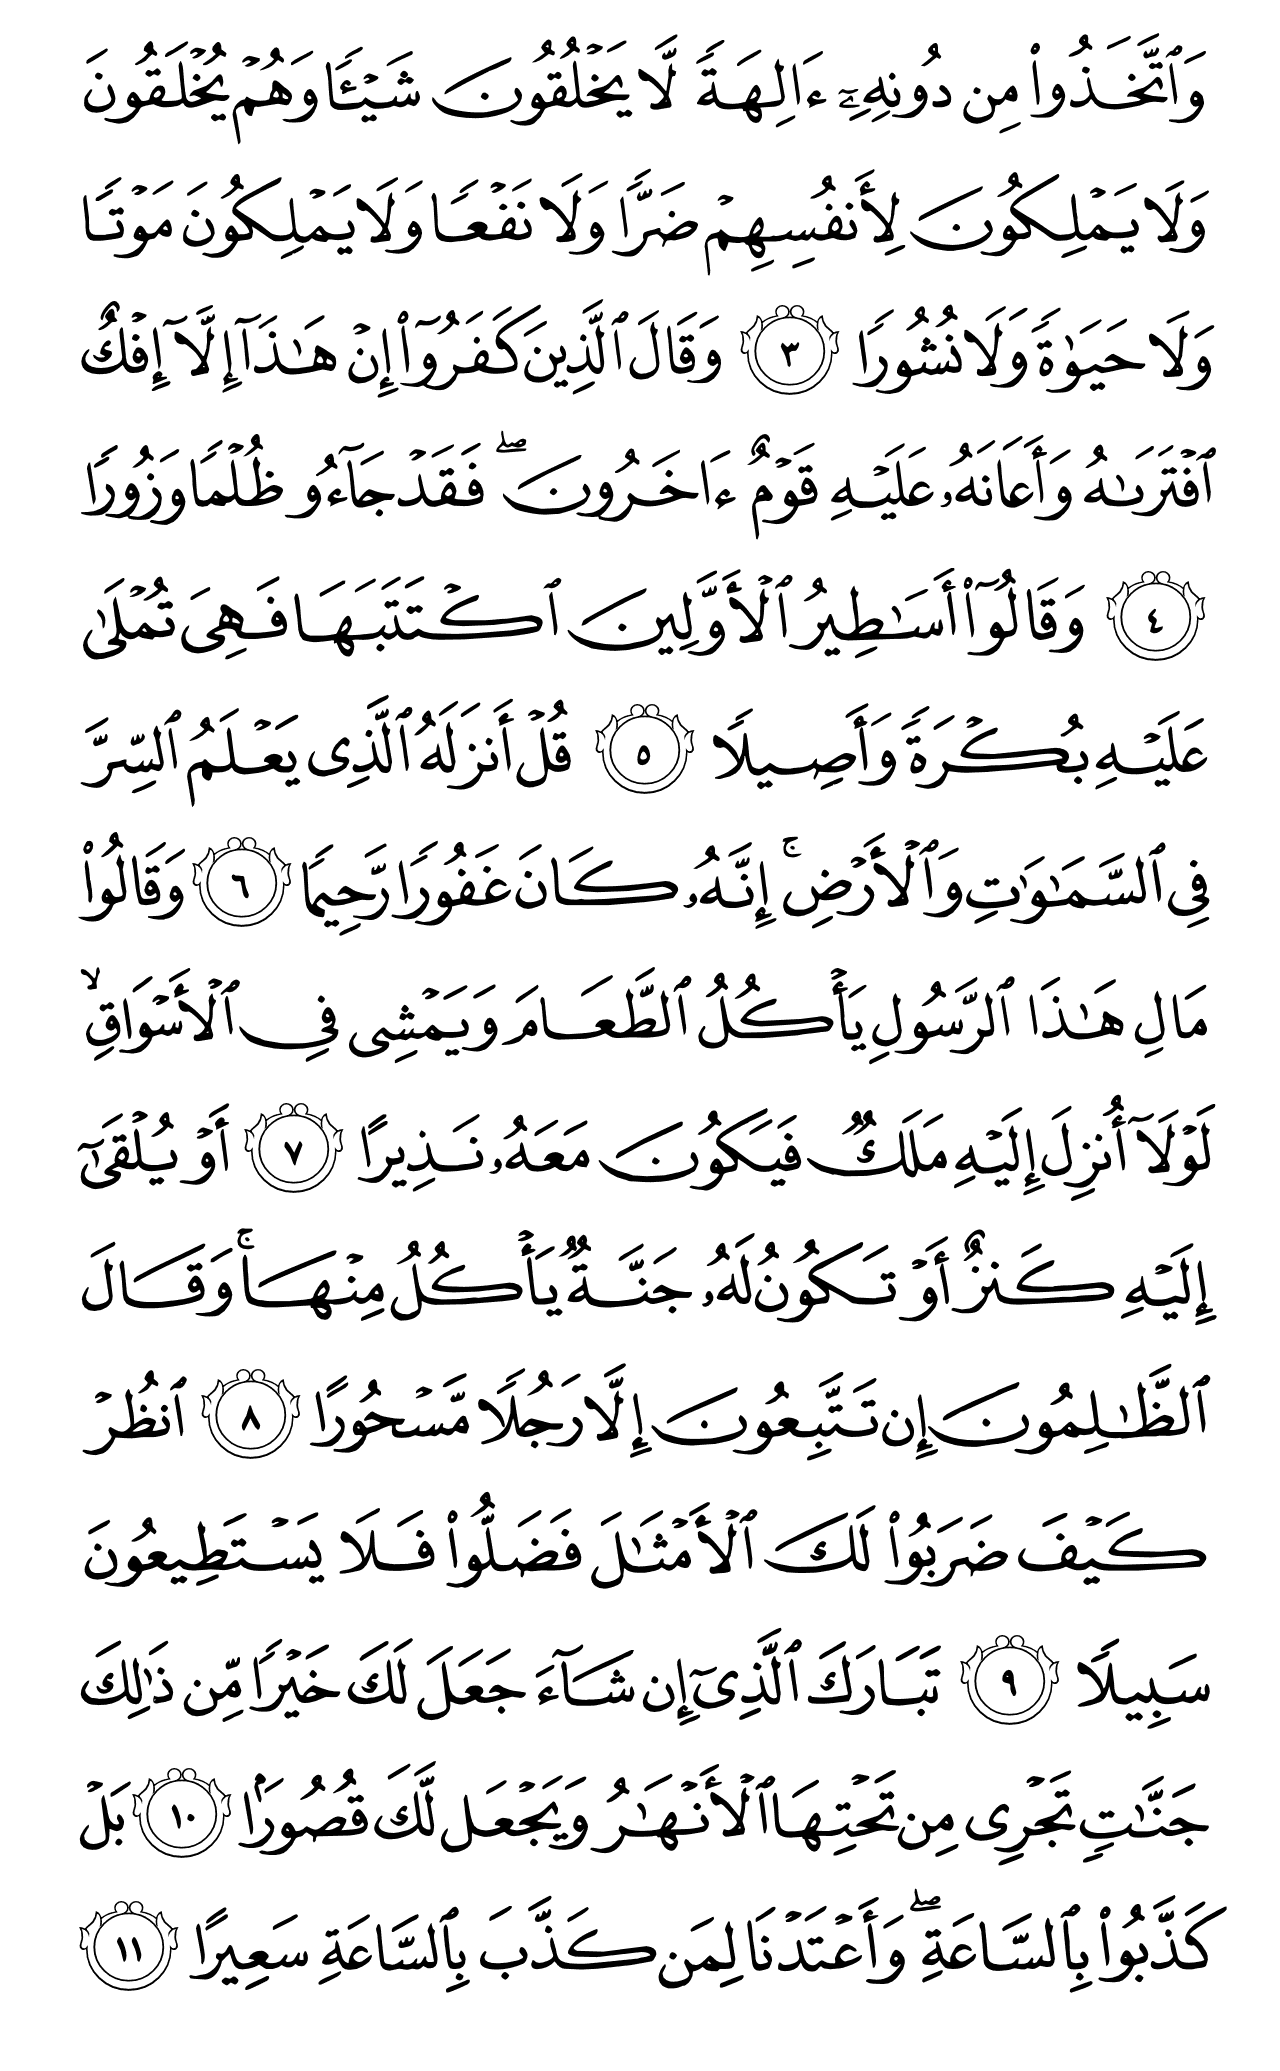 وَٱتَّخَذُوا۟ مِن دُونِهِۦٓ ءَالِهَةً لَّا يَخْلُقُونَ شَيْـًٔا وَهُمْ يُخْلَقُونَ
وَلَا يَمْلِكُونَ لِأَنفُسِهِمْ ضَرًّا وَلَا نَفْعًا وَلَا يَمْلِكُونَ مَوْتًا
وَلَا حَيَوٰةً وَلَا نُشُورًا ٣ وَقَالَ ٱلَّذِينَ كَفَرُوٓا۟ إِنْ هَـٰذَآ إِلَّآ إِفْكٌ
ٱفْتَرَىٰهُ وَأَعَانَهُۥ عَلَيْهِ قَوْمٌ ءَاخَرُونَ ۖ فَقَدْ جَآءُو ظُلْمًا وَزُورًا
٤ وَقَالُوٓا۟ أَسَـٰطِيرُ ٱلْأَوَّلِينَ ٱكْتَتَبَهَا فَهِىَ تُمْلَىٰ
عَلَيْهِ بُكْرَةً وَأَصِيلًا ٥ قُلْ أَنزَلَهُ ٱلَّذِى يَعْلَمُ ٱلسِّرَّ
فِى ٱلسَّمَـٰوَٰتِ وَٱلْأَرْضِ ۚ إِنَّهُۥ كَانَ غَفُورًا رَّحِيمًا ٦ وَقَالُوا۟
مَالِ هَـٰذَا ٱلرَّسُولِ يَأْكُلُ ٱلطَّعَامَ وَيَمْشِى فِى ٱلْأَسْوَاقِ ۙ
لَوْلَآ أُنزِلَ إِلَيْهِ مَلَكٌ فَيَكُونَ مَعَهُۥ نَذِيرًا ٧ أَوْ يُلْقَىٰٓ
إِلَيْهِ كَنزٌ أَوْ تَكُونُ لَهُۥ جَنَّةٌ يَأْكُلُ مِنْهَا ۚ وَقَالَ
ٱلظَّـٰلِمُونَ إِن تَتَّبِعُونَ إِلَّا رَجُلًا مَّسْحُورًا ٨ ٱنظُرْ
كَيْفَ ضَرَبُوا۟ لَكَ ٱلْأَمْثَـٰلَ فَضَلُّوا۟ فَلَا يَسْتَطِيعُونَ
سَبِيلًا ٩ تَبَارَكَ ٱلَّذِىٓ إِن شَآءَ جَعَلَ لَكَ خَيْرًا مِّن ذَٰلِكَ
جَنَّـٰتٍ تَجْرِى مِن تَحْتِهَا ٱلْأَنْهَـٰرُ وَيَجْعَل لَّكَ قُصُورًۢا ١٠ بَلْ
كَذَّبُوا۟ بِٱلسَّاعَةِ ۖ وَأَعْتَدْنَا لِمَن كَذَّبَ بِٱلسَّاعَةِ سَعِيرًا ١١